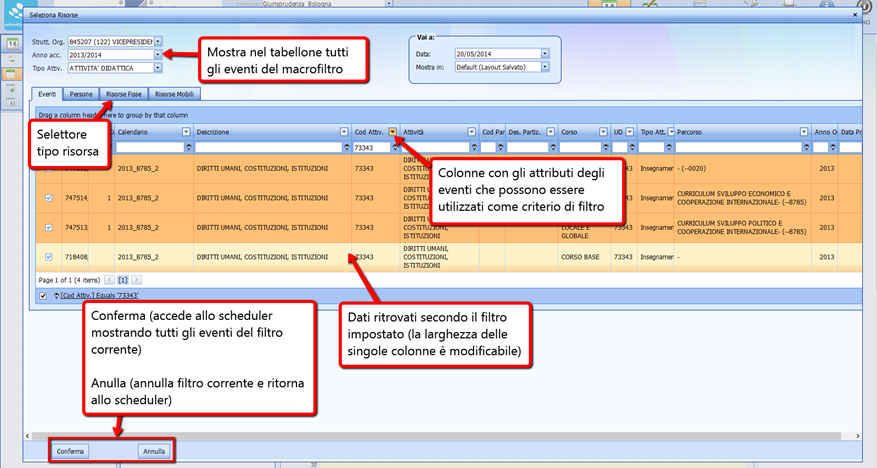 Giurisprudenza_Bologna
Seleziona Risorse
Strutt. Org. 845207 (122) VICEPRESIDEN
Anno acc. 2013/2014
Tipo Attiv. ATTIVITA' DIDATTICA
Mostra nel tabellone tutti
gli eventi del macrofiltro
Vai a:
Data: 20/05/2014
Mostra in: Default (Layout Salvato)
Eventi Persone Risorse Fisse Risorse Mobili
Drag a column header here to group by that column
Selettore
tipo risorsa
Calendario Descrizione Cod Attiv. Attività Cod Par Des. Partiz. Corso UD Tipo Att. Percorso Anno O Data Pr
73343
2013_8785_2 DIRITTI UMANI, COSTITUZIONI, ISTITUZIONI 73343 Insegnamer - (--0020) 2013
747514 1 2013_8785_2 DIRITTI UMANI, COSTITUZIONI, ISTITUZIONI 73343 Insegnamer CURRICULUM SVILUPPO ECONOMICO E
COOPERAZIONE INTERNAZIONALE- (--8785) 2013
Colonne con gli attributi degli
eventi che possono essere
utilizzati come criterio di filtro
747513 1 2013_8785_2 DIRITTI UMANI, COSTITUZIONI, ISTITUZIONI 73343 DIRITTI UMANI,
COSTITUZIONI,
ISTITUZIONI
LOCALE E
GLOBALE 73343 Insegnamer CURRICULUM SVILUPPO POLITICO E
COOPERAZIONE INTERNAZIONALE- (--8785) 2013
718408 1 2013_8785_2 DIRITTI UMANI, COSTITUZIONI, ISTITUZIONI 73343 DIRITTI UMANI,
COSTITUZIONI,
ISTITUZIONI CORSO BASE 73343 Insegnamer - 2013
Page 1 of 1 (4 items) < [1] >
[Cod Attiv.] Equals '73343'
Conferma (accede allo scheduler
mostrando tutti gli eventi del filtro
corrente)
Anulla (annulla filtro corrente e ritorna
allo scheduler)
Dati ritrovati secondo il filtro
impostato (la larghezza delle
singole colonne è modificabile)
Conferma Annulla
30